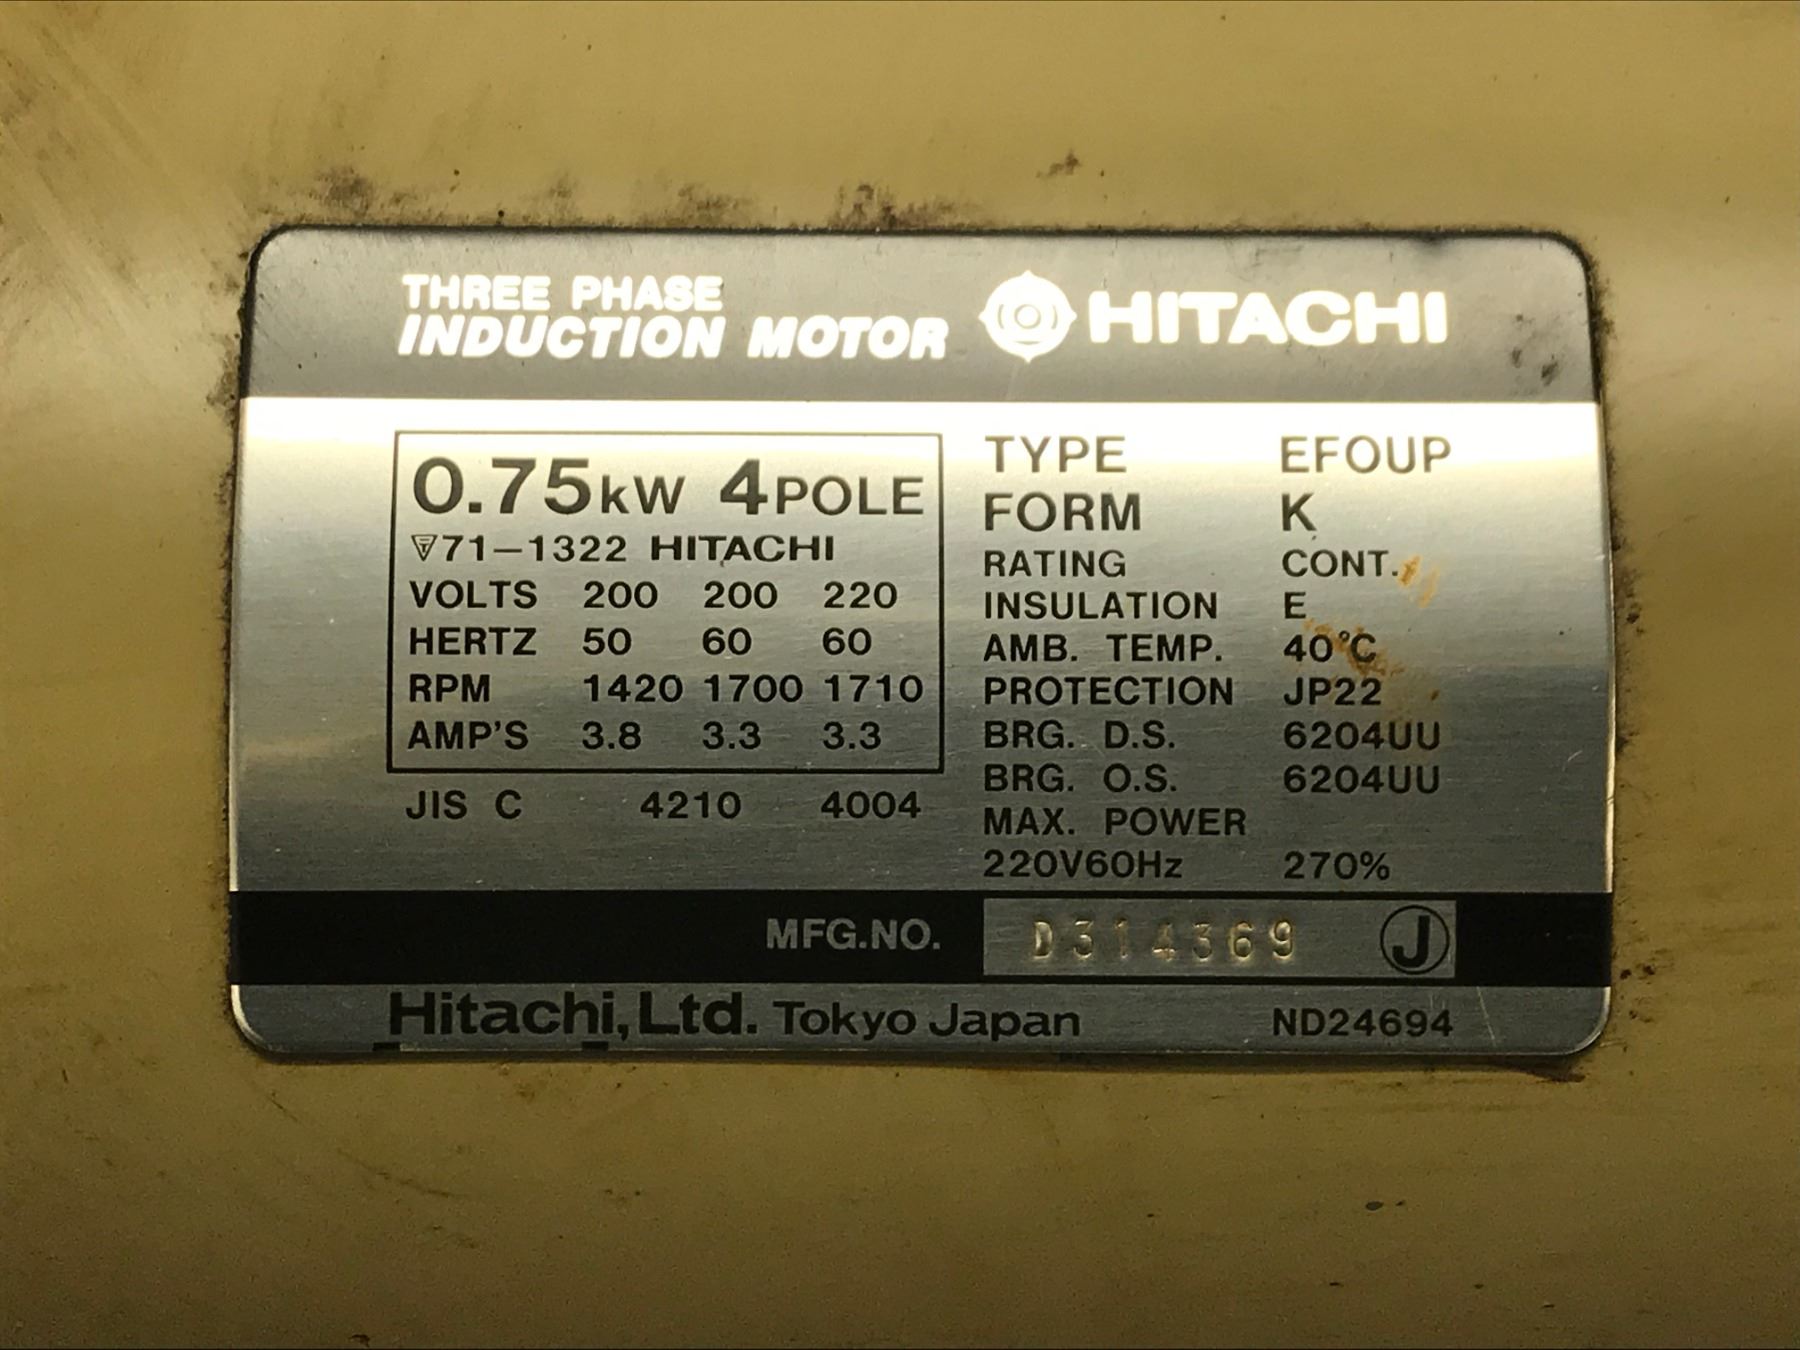 THREE PHASE
INDUCTION MOTOR
HITACHI
0.75kW 4POLE
71-1322 HITACHI
VOLTS 200 200 220
HERTZ 50 60 60
RPM 1420 1700 1710
AMP'S 3.8 3.3 3.3
JIS C 4210 4004
TYPE EFOUP
FORM K
RATING CONT.
INSULATION E
AMB. TEMP. 40°C
PROTECTION JP22
BRG. D.S. 6204UU
BRG. O.S. 6204UU
MAX. POWER
220V60Hz 270%
MFG.NO. D314369 J
Hitachi, Ltd. Tokyo Japan ND24694